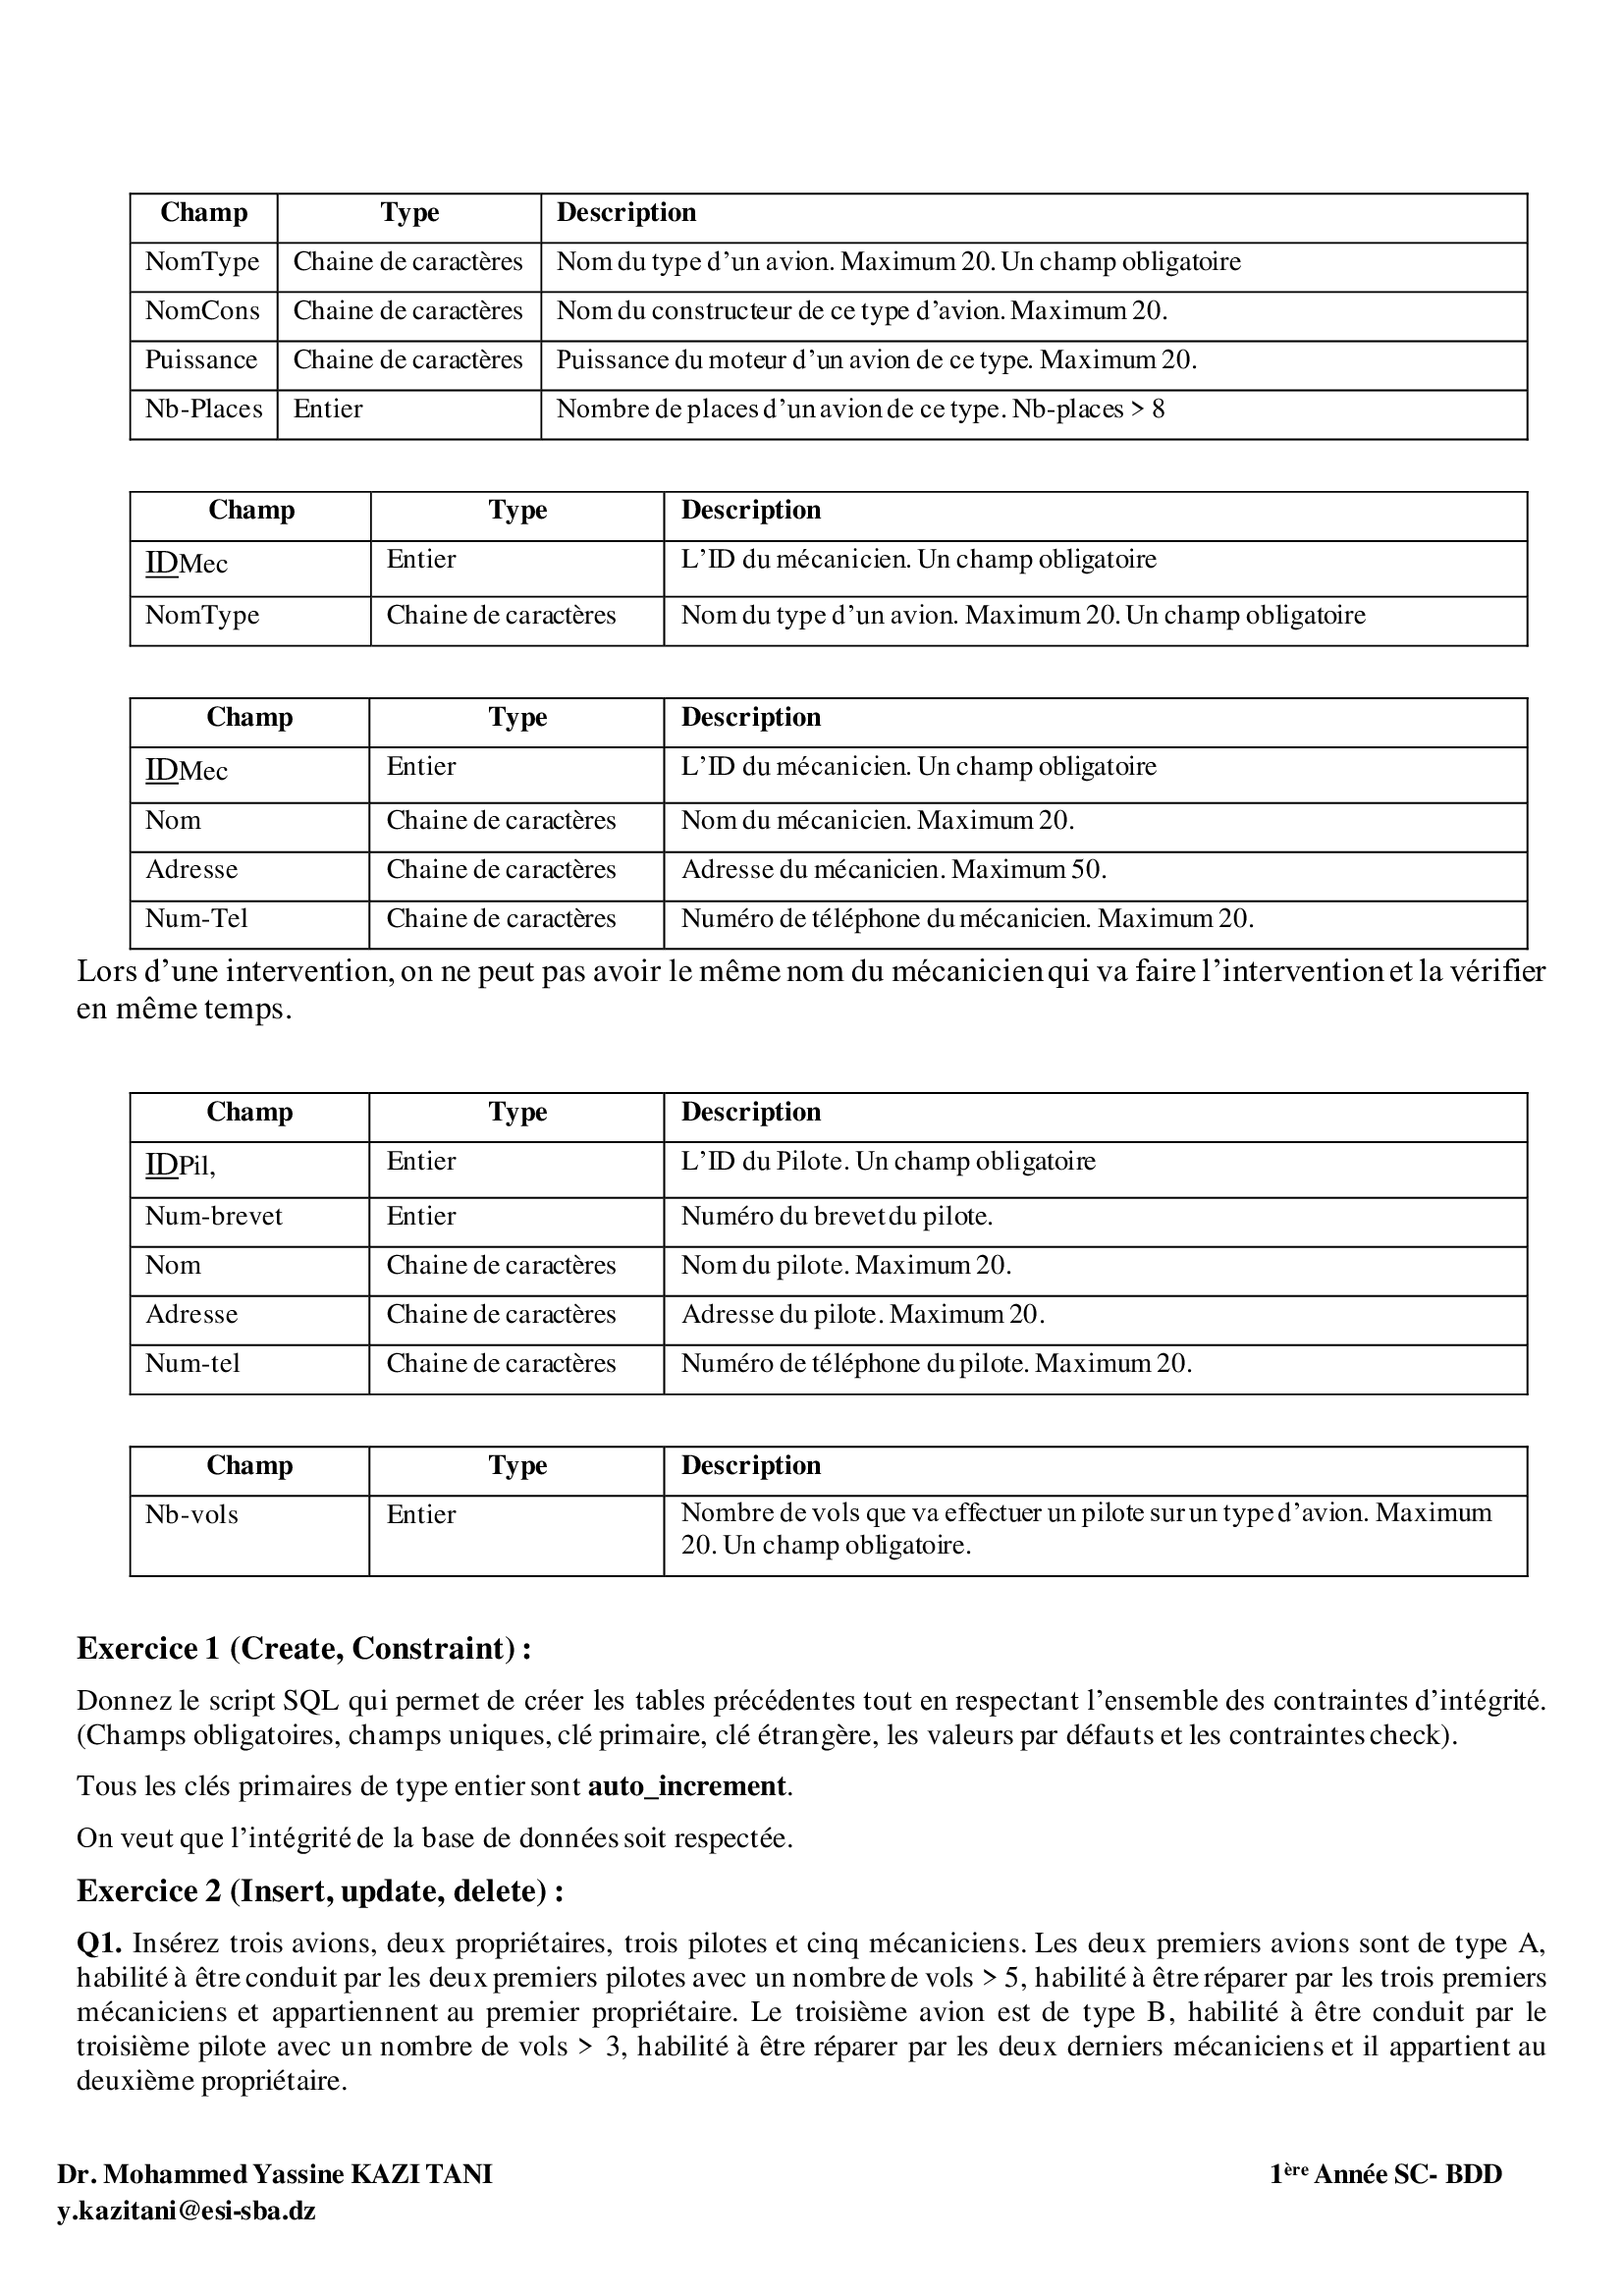 Champ Type Description
NomType Chaine de caractères Nom du type d’un avion. Maximum 20. Un champ obligatoire
NomCons Chaine de caractères Nom du constructeur de ce type d’avion. Maximum 20.
Puissance Chaine de caractères Puissance du moteur d’un avion de ce type. Maximum 20.
Nb-Places Entier Nombre de places d’un avion de ce type. Nb-places > 8
Champ Type Description
IDMec Entier L’ID du mécanicien. Un champ obligatoire
NomType Chaine de caractères Nom du type d’un avion. Maximum 20. Un champ obligatoire
Champ Type Description
IDMec Entier L’ID du mécanicien. Un champ obligatoire
Nom Chaine de caractères Nom du mécanicien. Maximum 20.
Adresse Chaine de caractères Adresse du mécanicien. Maximum 50.
Num-Tel Chaine de caractères Numéro de téléphone du mécanicien. Maximum 20.
Lors d’une intervention, on ne peut pas avoir le même nom du mécanicien qui va faire l’intervention et la vérifier
en même temps.
Champ Type Description
IDPil, Entier L’ID du Pilote. Un champ obligatoire
Num-brevet Entier Numéro du brevet du pilote.
Nom Chaine de caractères Nom du pilote. Maximum 20.
Adresse Chaine de caractères Adresse du pilote. Maximum 20.
Num-tel Chaine de caractères Numéro de téléphone du pilote. Maximum 20.
Champ Type Description
Nb-vols Entier Nombre de vols que va effectuer un pilote sur un type d’avion. Maximum
20. Un champ obligatoire.
Exercice 1 (Create, Constraint) :
Donnez le script SQL qui permet de créer les tables précédentes tout en respectant l’ensemble des contraintes d’intégrité.
(Champs obligatoires, champs uniques, clé primaire, clé étrangère, les valeurs par défauts et les contraintes check).
Tous les clés primaires de type entier sont auto_increment.
On veut que l’intégrité de la base de données soit respectée.
Exercice 2 (Insert, update, delete) :
Q1. Insérez trois avions, deux propriétaires, trois pilotes et cinq mécaniciens. Les deux premiers avions sont de type A,
habilité à être conduit par les deux premiers pilotes avec un nombre de vols > 5, habilité à être réparer par les trois premiers
mécaniciens et appartiennent au premier propriétaire. Le troisième avion est de type B, habilité à être conduit par le
troisième pilote avec un nombre de vols > 3, habilité à être réparer par les deux derniers mécaniciens et il appartient au
deuxième propriétaire.
Dr. Mohammed Yassine KAZI TANI 1ère Année SC- BDD
y.kazitani@esi-sba.dz